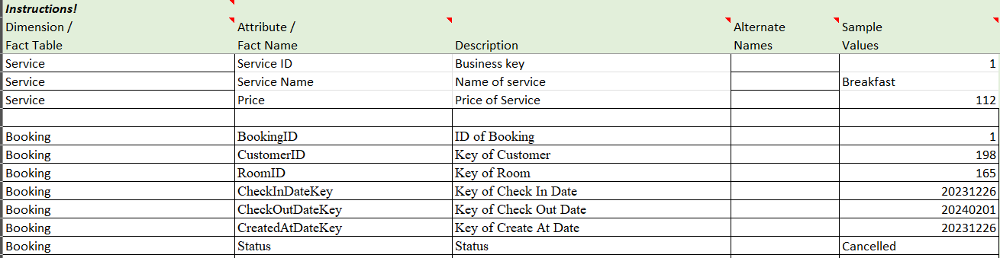 Instructions!
Dimension / Attribute / Alternate Sample
Fact Table Fact Name Description Names Values
Service Service ID Business key 1
Service Service Name Name of service Breakfast
Service Price Price of Service 112
Booking BookingID ID of Booking 1
Booking CustomerID Key of Customer 198
Booking RoomID Key of Room 165
Booking CheckInDateKey Key of Check In Date 20231226
Booking CheckOutDateKey Key of Check Out Date 20240201
Booking CreatedAtDateKey Key of Create At Date 20231226
Booking Status Status Cancelled